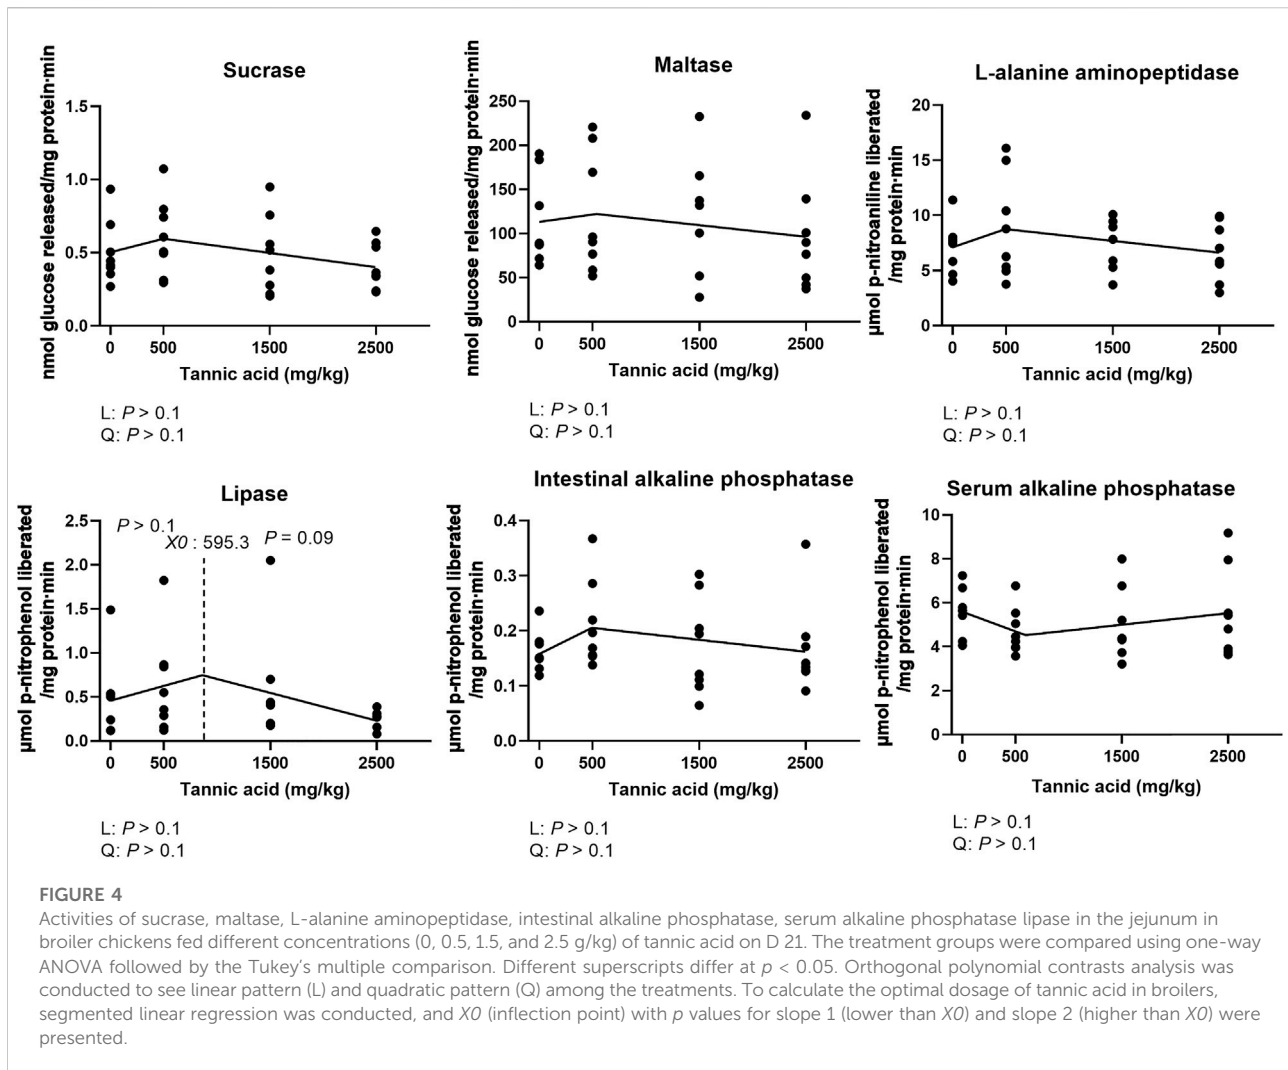 Sucrase
nmol glucose released/mg protein·min
1.5
1.0
0.5
0.0
0 500 1500 2500
Tannic acid (mg/kg)
L: P > 0.1
Q: P > 0.1
Maltase
nmol glucose released/mg protein·min
250
200
150
100
50
0
0 500 1500 2500
Tannic acid (mg/kg)
L: P > 0.1
Q: P > 0.1
L-alanine aminopeptidase
µmol p-nitroaniline liberated
/mg protein·min
20
15
10
5
0
0 500 1500 2500
Tannic acid (mg/kg)
L: P > 0.1
Q: P > 0.1
Lipase
µmol p-nitrophenol liberated
/mg protein·min
2.5
2.0
1.5
1.0
0.5
0.0
P > 0.1
X0 : 595.3
P = 0.09
0 500 1500 2500
Tannic acid (mg/kg)
L: P > 0.1
Q: P > 0.1
Intestinal alkaline phosphatase
µmol p-nitrophenol liberated
/mg protein·min
0.4
0.3
0.2
0.1
0.0
0 500 1500 2500
Tannic acid (mg/kg)
L: P > 0.1
Q: P > 0.1
Serum alkaline phosphatase
µmol p-nitrophenol liberated
/mg protein·min
10
8
6
4
2
0
0 500 1500 2500
Tannic acid (mg/kg)
L: P > 0.1
Q: P > 0.1
FIGURE 4
Activities of sucrase, maltase, L-alanine aminopeptidase, intestinal alkaline phosphatase, serum alkaline phosphatase lipase in the jejunum in
broiler chickens fed different concentrations (0, 0.5, 1.5, and 2.5 g/kg) of tannic acid on D 21. The treatment groups were compared using one-way
ANOVA followed by the Tukey's multiple comparison. Different superscripts differ at p < 0.05. Orthogonal polynomial contrasts analysis was
conducted to see linear pattern (L) and quadratic pattern (Q) among the treatments. To calculate the optimal dosage of tannic acid in broilers,
segmented linear regression was conducted, and X0 (inflection point) with p values for slope 1 (lower than X0) and slope 2 (higher than X0) were
presented.